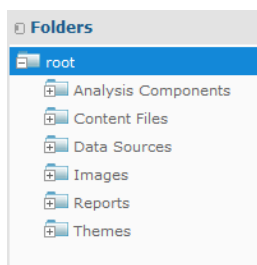 Folders
root
Analysis Components
Content Files
Data Sources
Images
Reports
Themes